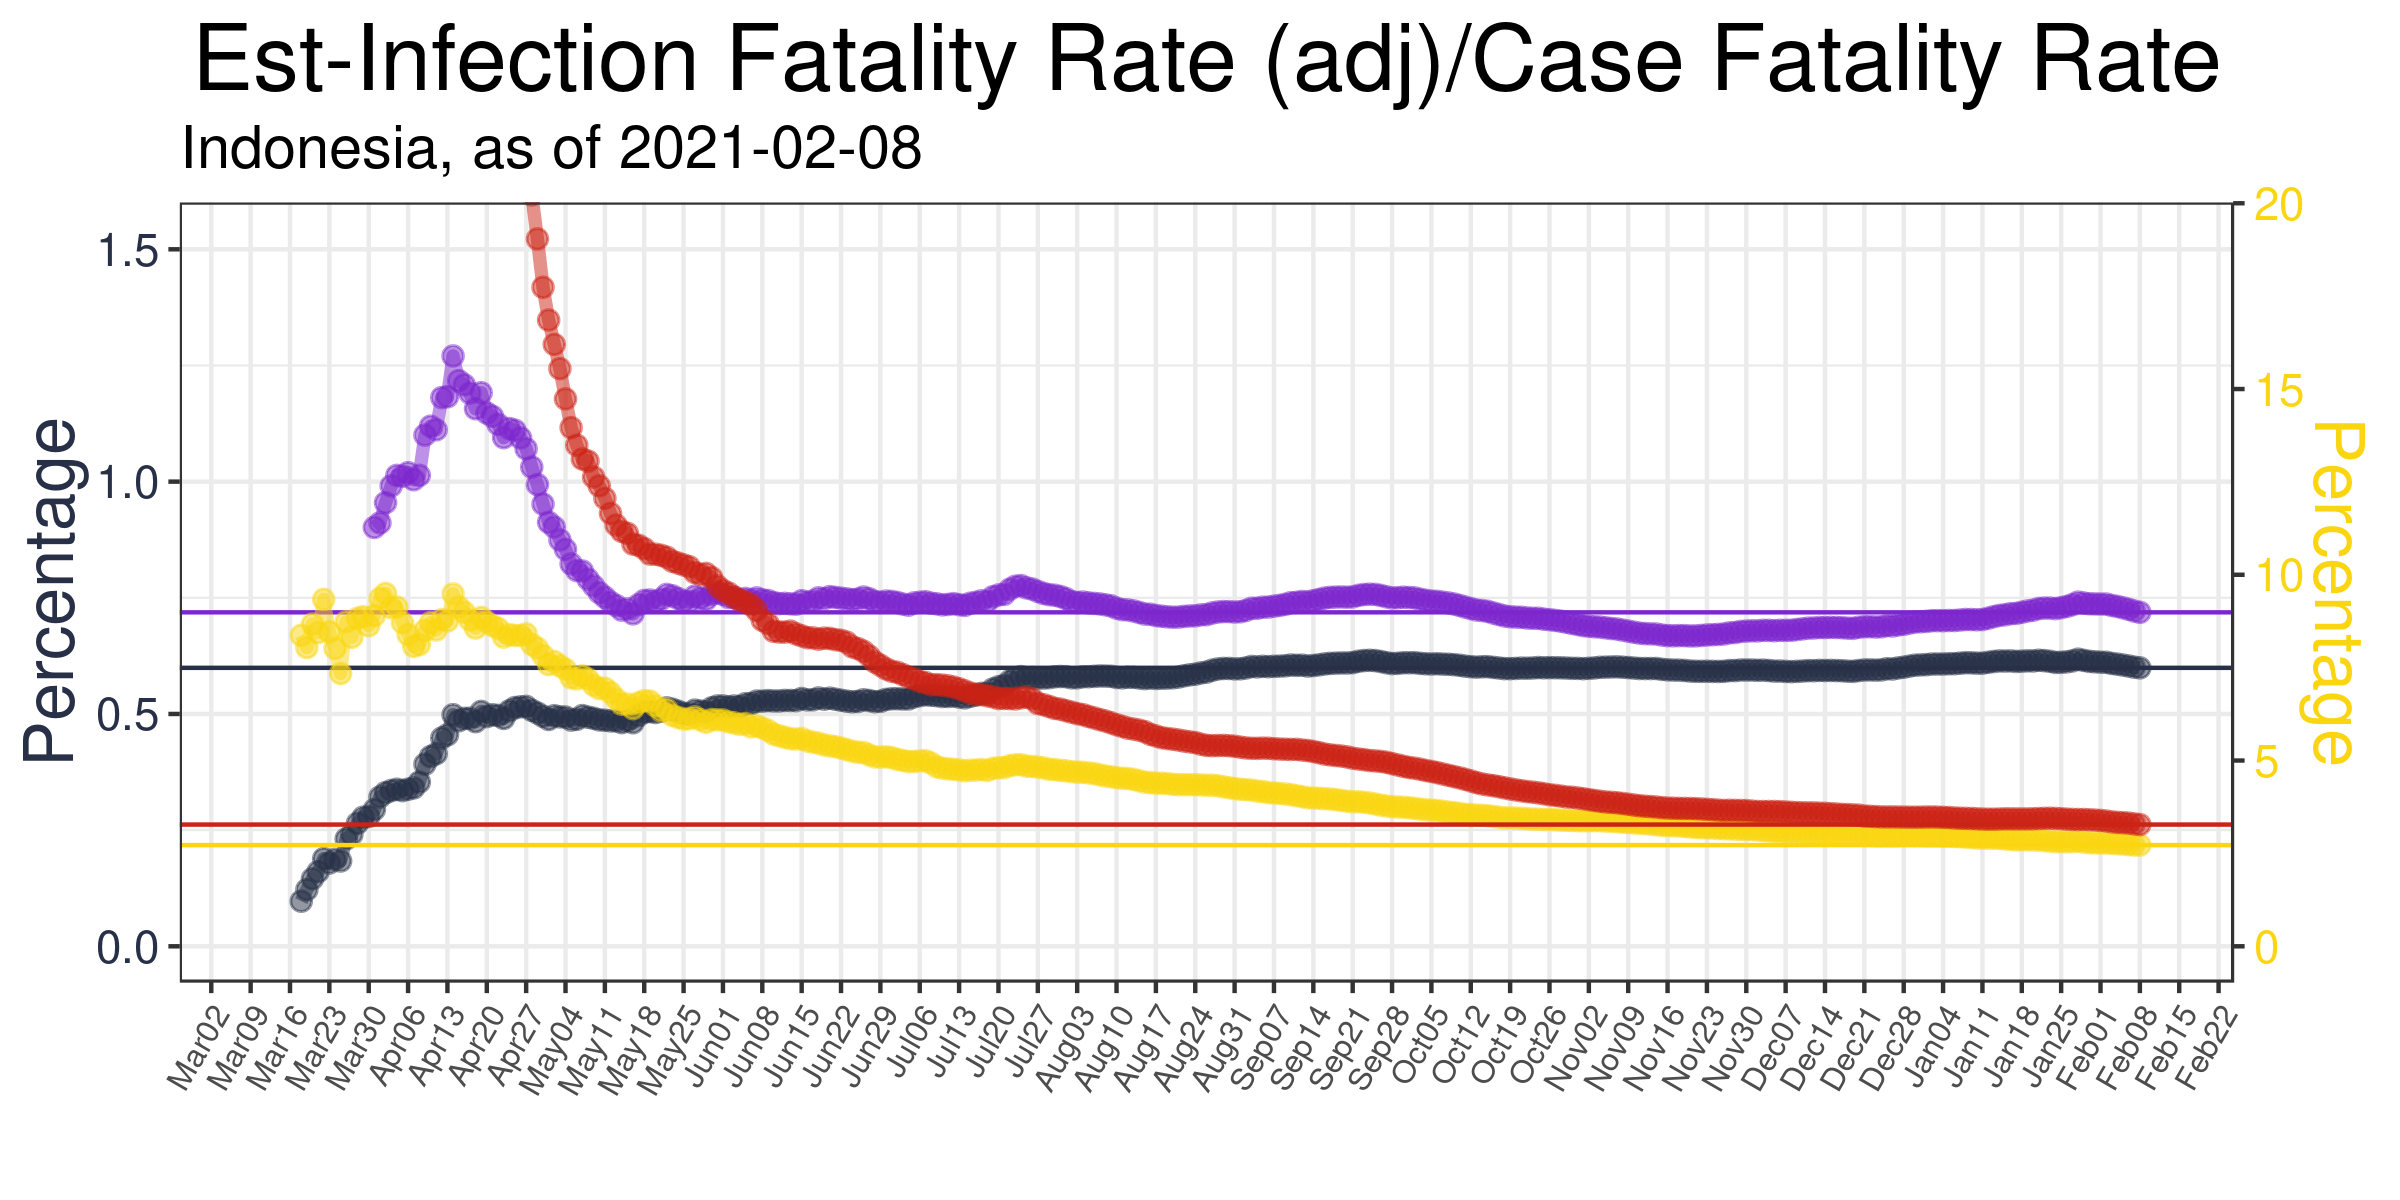 Est-Infection Fatality Rate (adj)/Case Fatality Rate
Indonesia, as of 2021-02-08
Percentage
1.5
1.0
0.5
0.0
20
15
10
5
0
Percentage
Mar02
Mar09
Mar16
Mar23
Mar30
Apr06
Apr13
Apr20
Apr27
May04
May11
May18
May25
Jun01
Jun08
Jun15
Jun22
Jun29
Jul06
Jul13
Jul20
Jul27
Aug03
Aug10
Aug17
Aug24
Aug31
Sep07
Sep14
Sep21
Sep28
Oct05
Oct12
Oct19
Oct26
Nov02
Nov09
Nov16
Nov23
Nov30
Dec07
Dec14
Dec21
Dec28
Jan04
Jan11
Jan18
Jan25
Feb01
Feb08
Feb15
Feb22